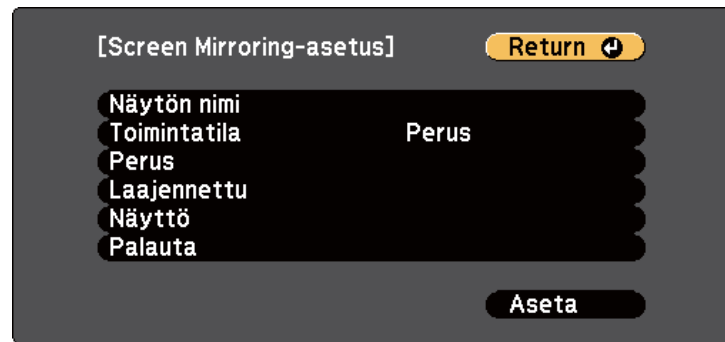 [Screen Mirroring-asetus] Return
Näytön nimi
Toimintatila Perus
Perus
Laajennettu
Näyttö
Palauta
Aseta